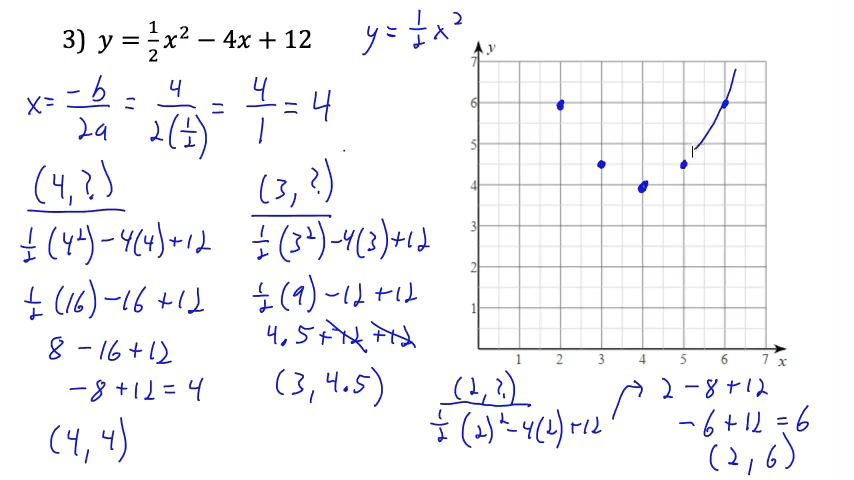 3) y = ½x² − 4x + 12
y = ½ x²
x = −b / 2a = 4 / 2(½) = 4 / 1 = 4
(4, ?)
½ (4²) − 4(4) + 12
½ (16) − 16 + 12
8 − 16 + 12
− 8 + 12 = 4
(4, 4)
(3, ?)
½ (3²) − 4(3) + 12
½ (9) − 12 + 12
4.5 + 12 + 12
(3, 4.5)
y
7
6
5
4
3
2
1
1 2 3 4 5 6 7 x
(2, ?)
½ (2)² − 4(2) + 12
2 − 8 + 12
− 6 + 12 = 6
(2, 6)